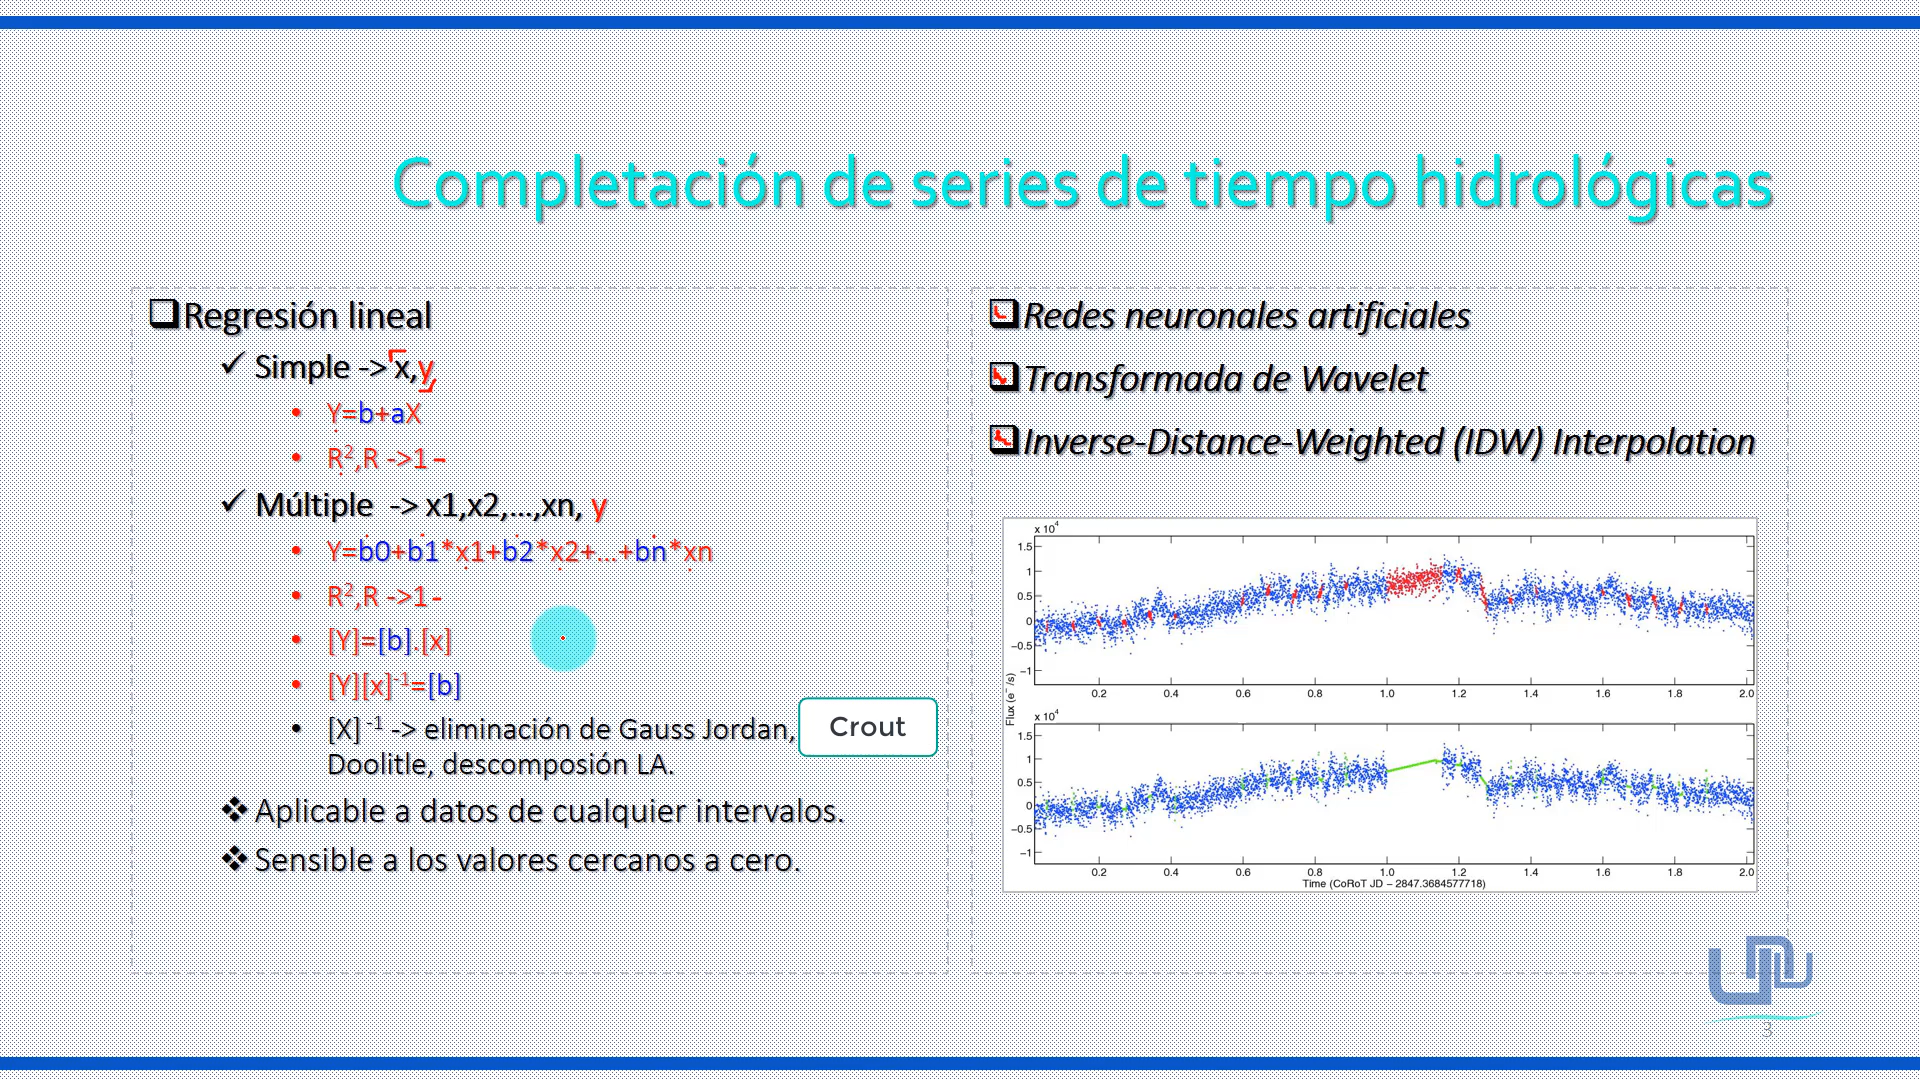 Completación de series de tiempo hidrológicas
Regresión lineal
Simple -> x,y
Y=b+aX
R²,R ->1
Múltiple -> x1,x2,...,xn, y
Y=b0+b1*x1+b2*x2+...+bn*xn
R²,R ->1
[Y]=[b].[x]
[Y][x]⁻¹=[b]
[X] ⁻¹ -> eliminación de Gauss Jordan, Crout
Doolitle, descomposión LA.
Aplicable a datos de cualquier intervalos.
Sensible a los valores cercanos a cero.
Redes neuronales artificiales
Transformada de Wavelet
Inverse-Distance-Weighted (IDW) Interpolation
x 10⁴
1.5
1
0.5
0
−0.5
−1
0.2 0.4 0.6 0.8 1.0 1.2 1.4 1.6 1.8 2.0
Flux (e⁻/s)
x 10⁴
1.5
1
0.5
0
−0.5
−1
0.2 0.4 0.6 0.8 1.0 1.2 1.4 1.6 1.8 2.0
Time (CoRoT JD − 2847.3684577718)
3